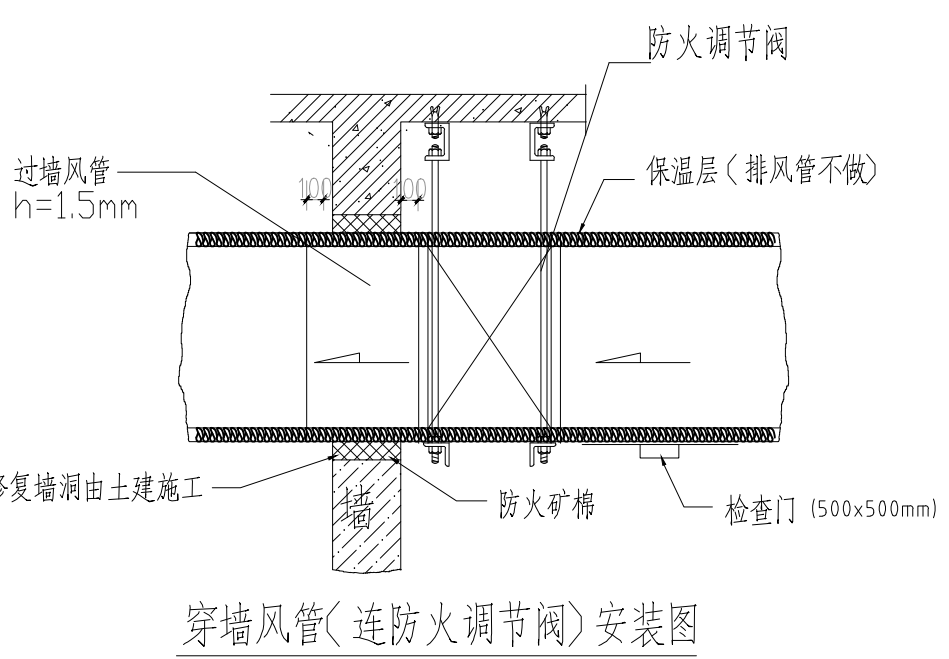 防火调节阀
过墙风管
h=1.5mm
100
100
保温层(排风管不做)
修复墙洞由土建施工
墙
防火矿棉
检查门 (500x500mm)
穿墙风管(连防火调节阀)安装图